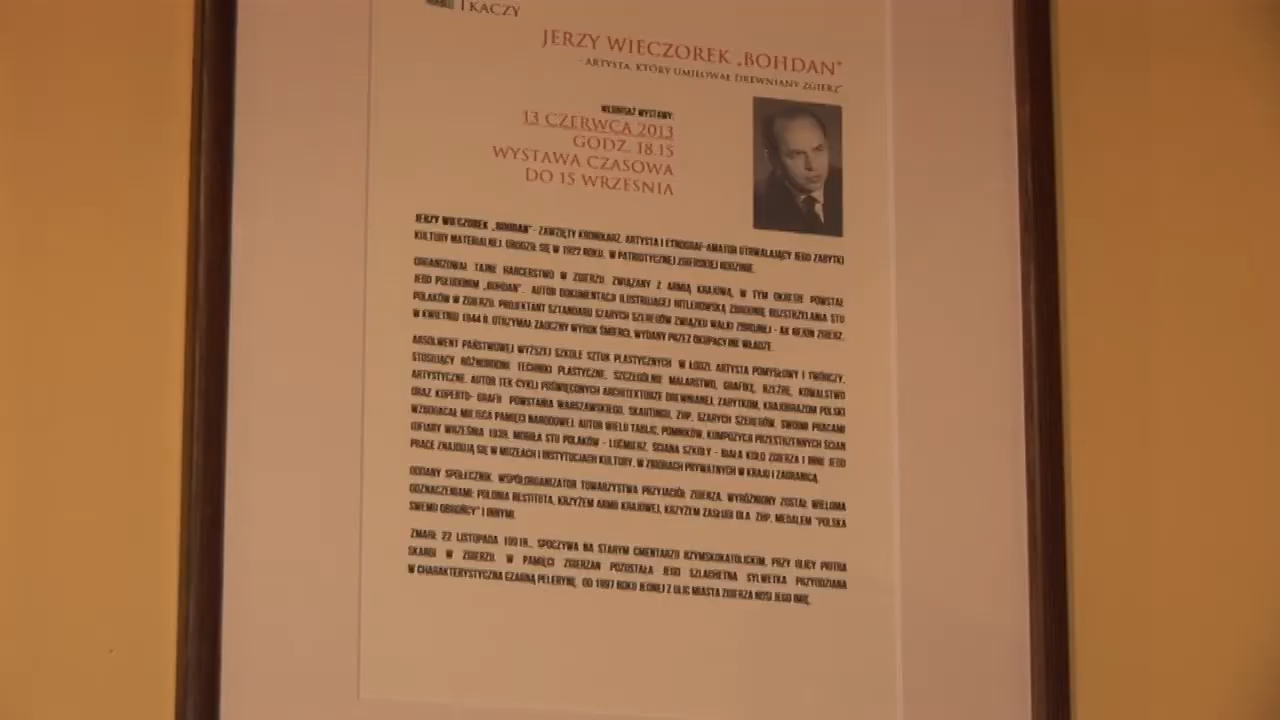 TKACZY
JERZY WIECZOREK „BOHDAN"
- ARTYSTA, KTÓRY UMIŁOWAŁ DREWNIANY ZGIERZ"
WERNISAŻ WYSTAWY:
13 CZERWCA 2013
GODZ. 18.15
WYSTAWA CZASOWA
DO 15 WRZEŚNIA
JERZY WIECZOREK „BOHDAN" - ZAWZIĘTY KRONIKARZ, ARTYSTA I ETNOGRAF-AMATOR UTRWALAJĄCY JEGO ZABYTKI
KULTURY MATERIALNEJ. URODZIŁ SIĘ W 1922 ROKU, W PATRIOTYCZNEJ ZGIERSKIEJ RODZINIE.
ORGANIZOWAŁ TAJNE HARCERSTWO W ZGIERZU. ZWIĄZANY Z ARMIĄ KRAJOWĄ, W TYM OKRESIE POWSTAŁ
JEGO PSEUDONIM „BOHDAN". AUTOR DOKUMENTACJI ILUSTRUJĄCEJ HITLEROWSKĄ ZBRODNIĘ ROZSTRZELANIA STU
POLAKÓW W ZGIERZU. PROJEKTANT SZTANDARU SZARYCH SZEREGÓW ZWIĄZKU WALKI ZBROJNEJ - AK REJON ZGIERZ.
W KWIETNIU 1944 R. OTRZYMAŁ ZAOCZNY WYROK ŚMIERCI, WYDANY PRZEZ OKUPACYJNE WŁADZE.
ABSOLWENT PAŃSTWOWEJ WYŻSZEJ SZKOLE SZTUK PLASTYCZNYCH W ŁODZI. ARTYSTA POMYSŁOWY I TWÓRCZY,
STOSUJĄCY RÓŻNORODNE TECHNIKI PLASTYCZNE, SZCZEGÓLNIE MALARSTWO, GRAFIKĘ, RZEŹBĘ, KOWALSTWO
ARTYSTYCZNE. AUTOR TEK CYKLI POŚWIĘCONYCH ARCHITEKTURZE DREWNIANEJ, ZABYTKOM, KRAJOBRAZOM POLSKI
ORAZ KOPERTO- GRAFII POWSTANIA WARSZAWSKIEGO, SKAUTINGU, ZHP, SZARYCH SZEREGÓW. SWOIMI PRACAMI
WZBOGACAŁ MIEJSCA PAMIĘCI NARODOWEJ. AUTOR WIELU TABLIC, POMNIKÓW, KOMPOZYCJI PRZESTRZENNYCH ŚCIAN
(OFIARY WRZEŚNIA 1939, MOGIŁA STU POLAKÓW - LUĆMIERZ, ŚCIANA SZKOŁY - BIAŁA KOŁO ZGIERZA I INNE JEGO
PRACE ZNAJDUJĄ SIĘ W MUZEACH I INSTYTUCJACH KULTURY, W ZBIORACH PRYWATNYCH W KRAJU I ZAGRANICĄ.
ODDANY SPOŁECZNIK, WSPÓŁORGANIZATOR TOWARZYSTWA PRZYJACIÓŁ ZGIERZA. WYRÓŻNIONY ZOSTAŁ WIELOMA
ODZNACZENIAMI: POLONIA RESTITUTA, KRZYŻEM ARMII KRAJOWEJ, KRZYŻEM ZASŁUGI DLA ZHP, MEDALEM "POLSKA
SWEMU OBROŃCY" I INNYMI.
ZMARŁ 22 LISTOPADA 1991R., SPOCZYWA NA STARYM CMENTARZU RZYMSKOKATOLICKIM, PRZY ULICY PIOTRA
SKARGI W ZGIERZU. W PAMIĘCI ZGIERZAN POZOSTAŁA JEGO SZLACHETNA SYLWETKA PRZYODZIANA
W CHARAKTERYSTYCZNĄ CZARNĄ PELERYNĘ. OD 1997 ROKU JEDNEJ Z ULIC MIASTA ZGIERZA NOSI JEGO IMIĘ.